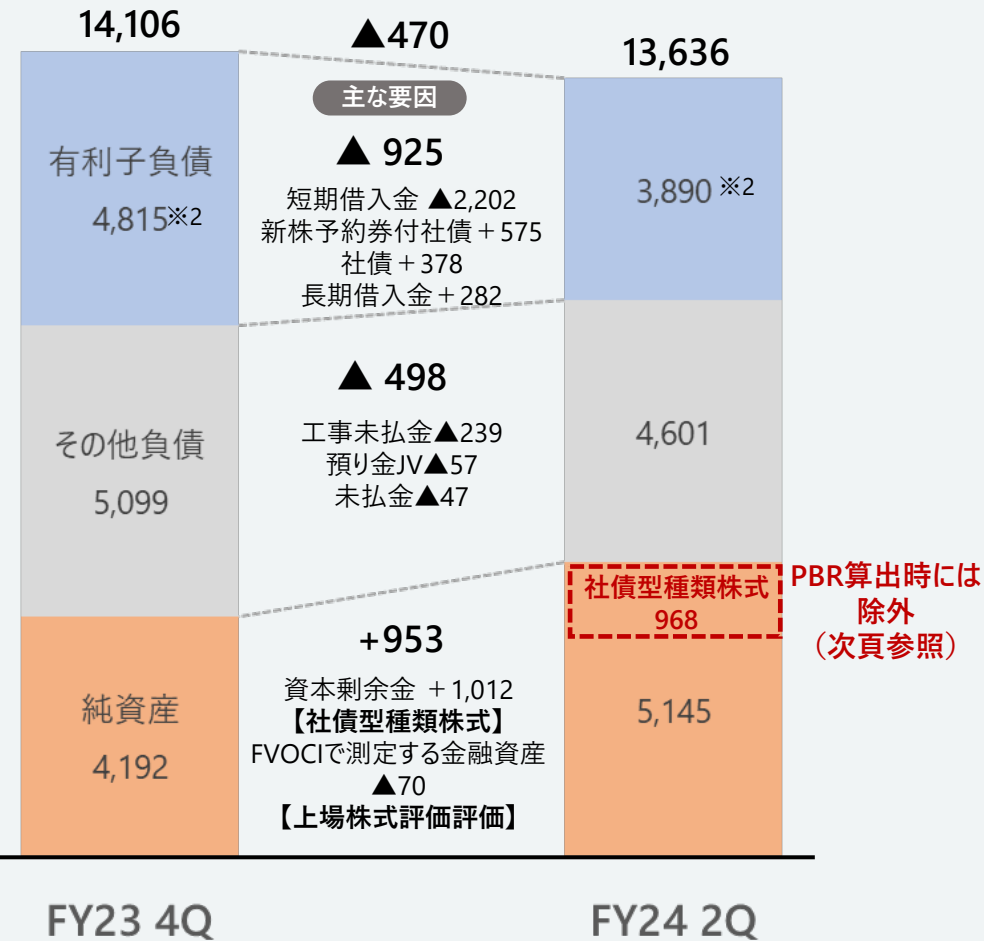 14,106
▲470
13,636
主な要因
有利子負債
4,815※2
▲ 925
短期借入金 ▲2,202
新株予約券付社債＋575
社債＋378
長期借入金＋282
3,890 ※2
その他負債
5,099
▲ 498
工事未払金▲239
預り金JV▲57
未払金▲47
4,601
社債型種類株式
968
PBR算出時には
除外
（次頁参照）
純資産
4,192
+953
資本剰余金 ＋1,012
【社債型種類株式】
FVOCIで測定する金融資産
▲70
【上場株式評価評価】
5,145
FY23 4Q
FY24 2Q